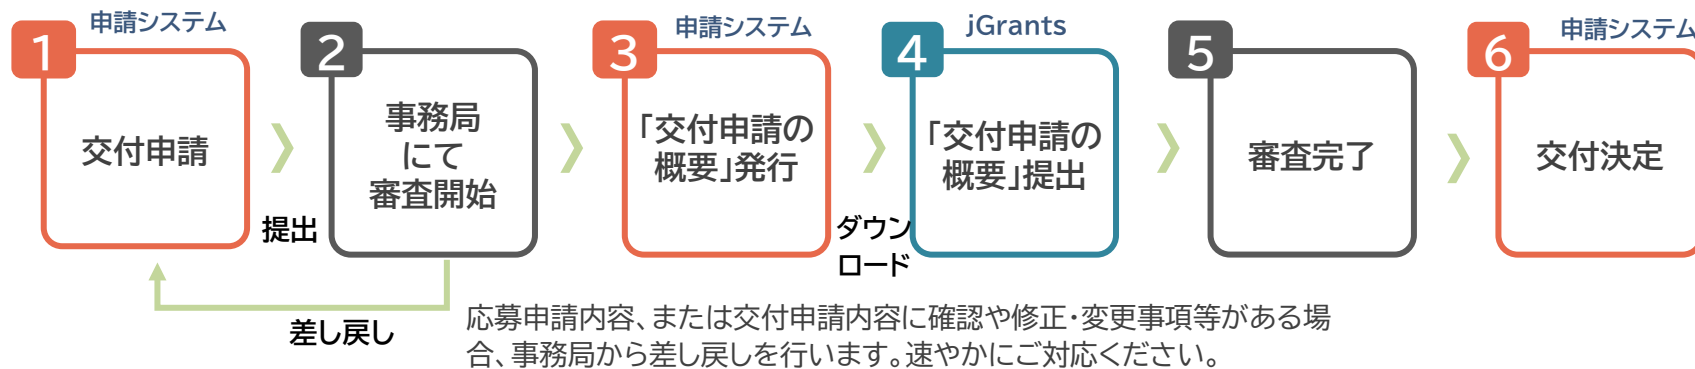 申請システム
1
交付申請
提出
2
事務局
にて
審査開始
差し戻し
申請システム
3
「交付申請の
概要」発行
ダウン
ロード
jGrants
4
「交付申請の
概要」提出
5
審査完了
申請システム
6
交付決定
応募申請内容、または交付申請内容に確認や修正・変更事項等がある場
合、事務局から差し戻しを行います。速やかにご対応ください。